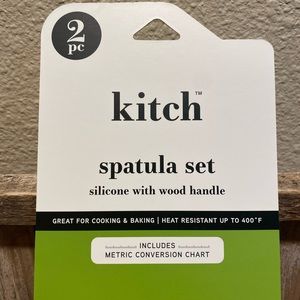 2
pc
kitch™
spatula set
silicone with wood handle
GREAT FOR COOKING & BAKING | HEAT RESISTANT UP TO 400°F
INCLUDES
METRIC CONVERSION CHART